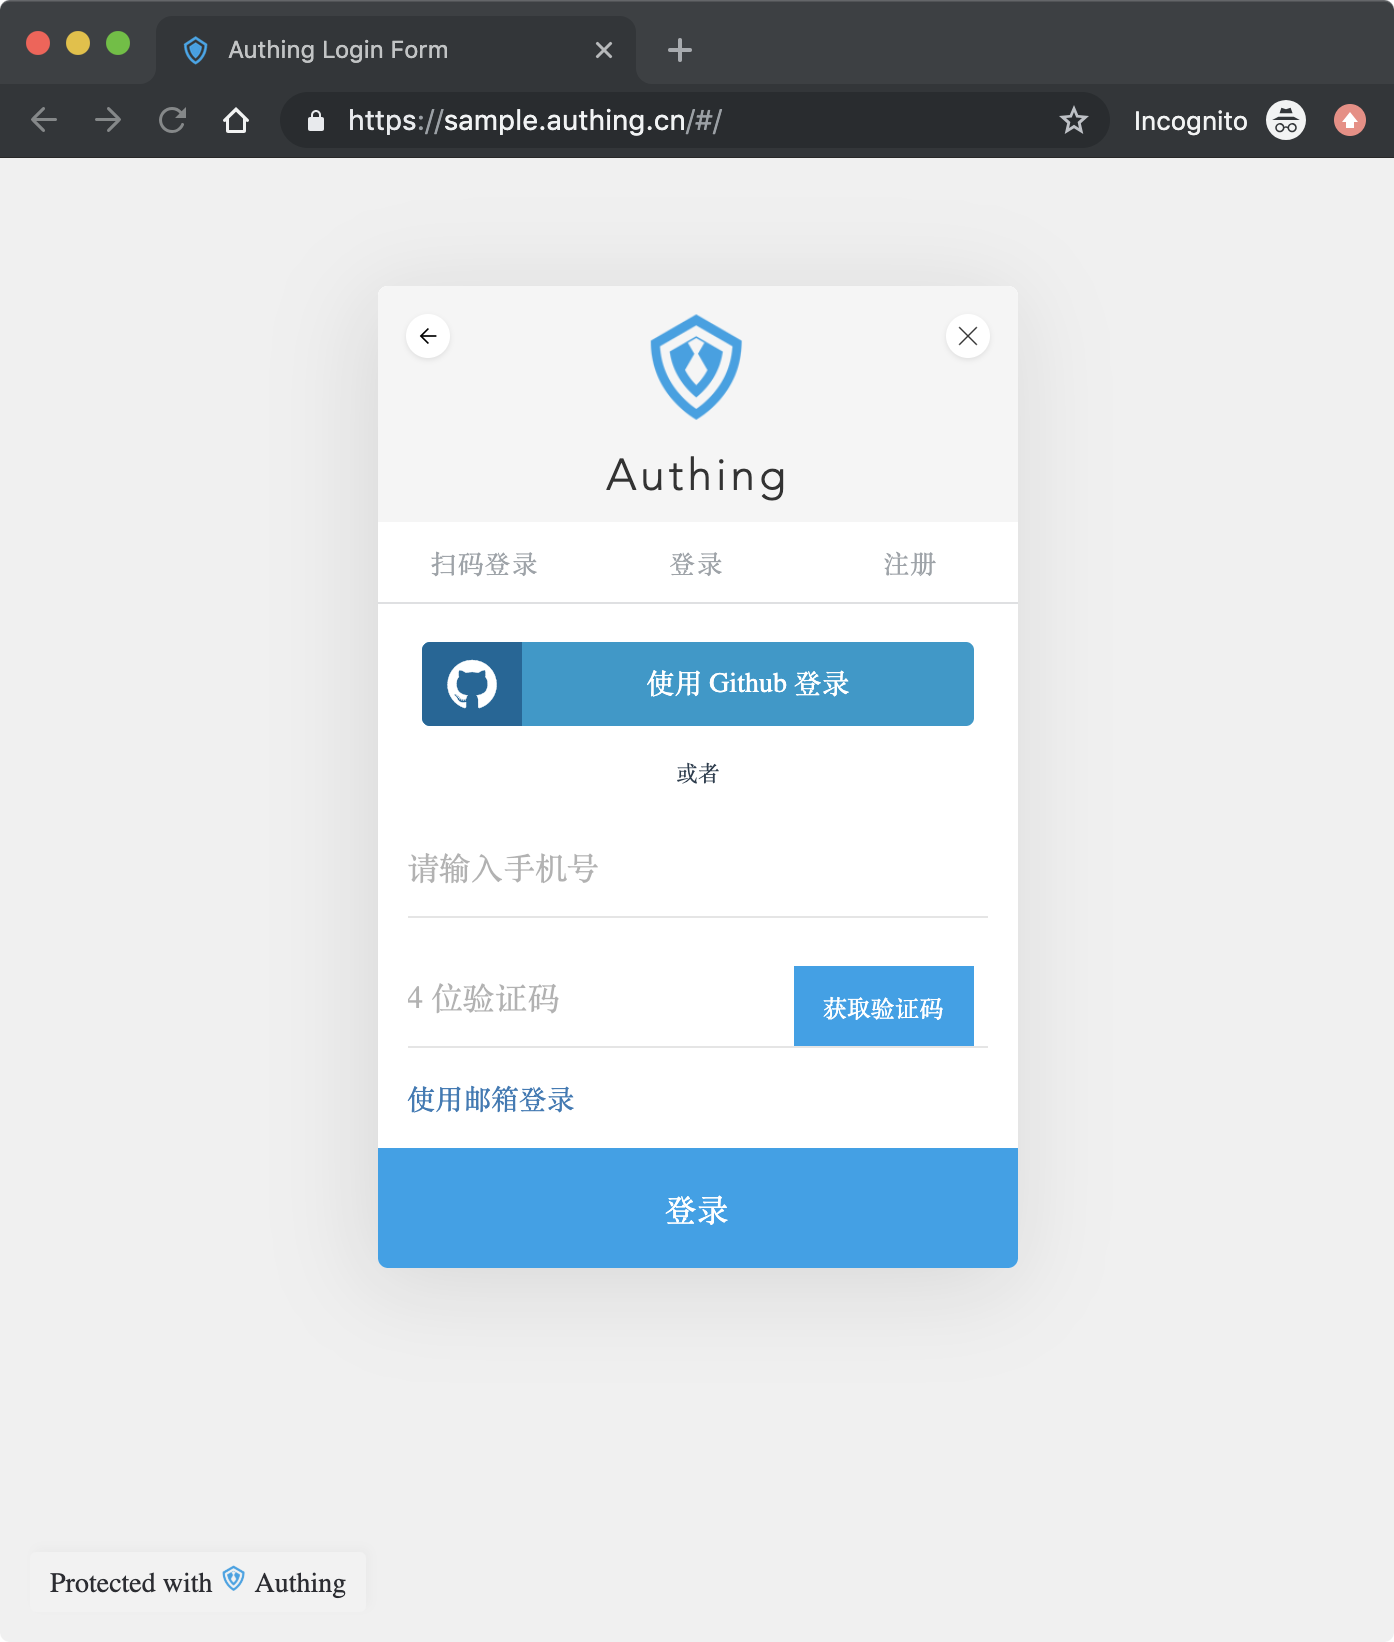 Authing Login Form
https://sample.authing.cn/#/
Incognito
Authing
扫码登录 登录 注册
使用 Github 登录
或者
请输入手机号
4 位验证码 获取验证码
使用邮箱登录
登录
Protected with Authing